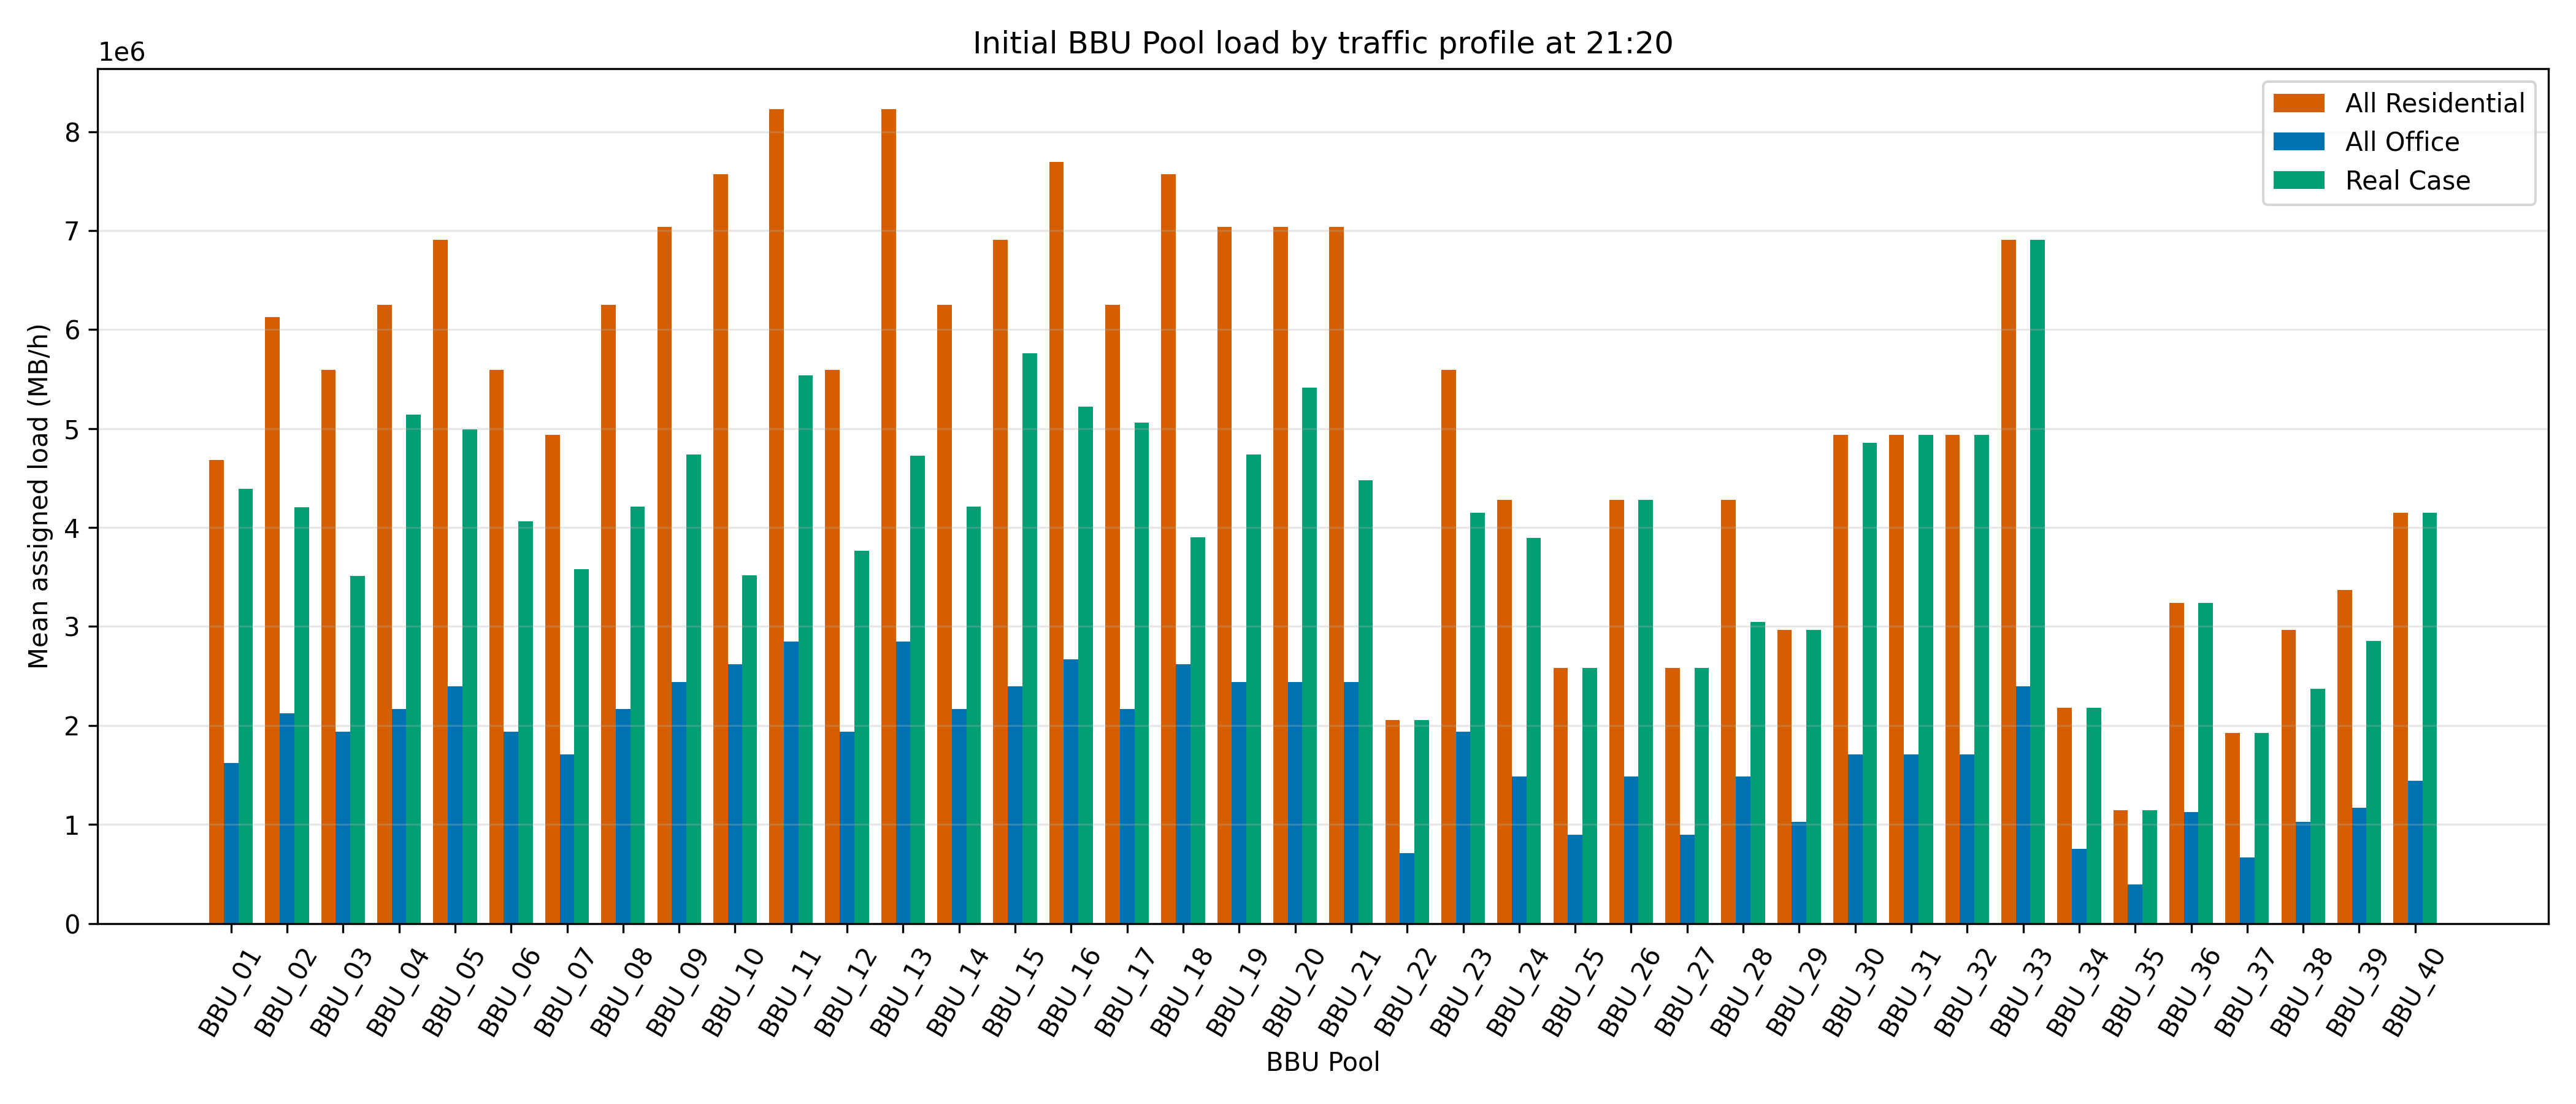 Initial BBU Pool load by traffic profile at 21:20
1e6
All Residential
All Office
Real Case
8
7
6
5
4
3
2
1
0
Mean assigned load (MB/h)
BBU_01
BBU_02
BBU_03
BBU_04
BBU_05
BBU_06
BBU_07
BBU_08
BBU_09
BBU_10
BBU_11
BBU_12
BBU_13
BBU_14
BBU_15
BBU_16
BBU_17
BBU_18
BBU_19
BBU_20
BBU_21
BBU_22
BBU_23
BBU_24
BBU_25
BBU_26
BBU_27
BBU_28
BBU_29
BBU_30
BBU_31
BBU_32
BBU_33
BBU_34
BBU_35
BBU_36
BBU_37
BBU_38
BBU_39
BBU_40
BBU Pool